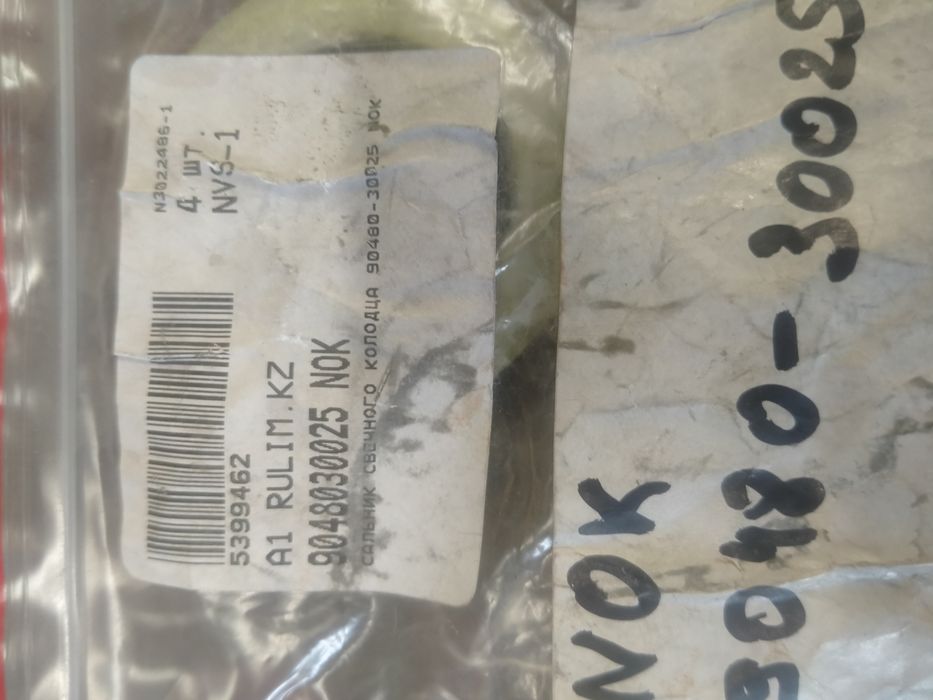 N3022486-1
4 шт.
NVS-1
5399462
A1 RULIM.KZ
9048030025 NOK
САЛЬНИК СВЕЧНОГО КОЛОДЦА 90480-30025 NOK
NOK
90480-30025